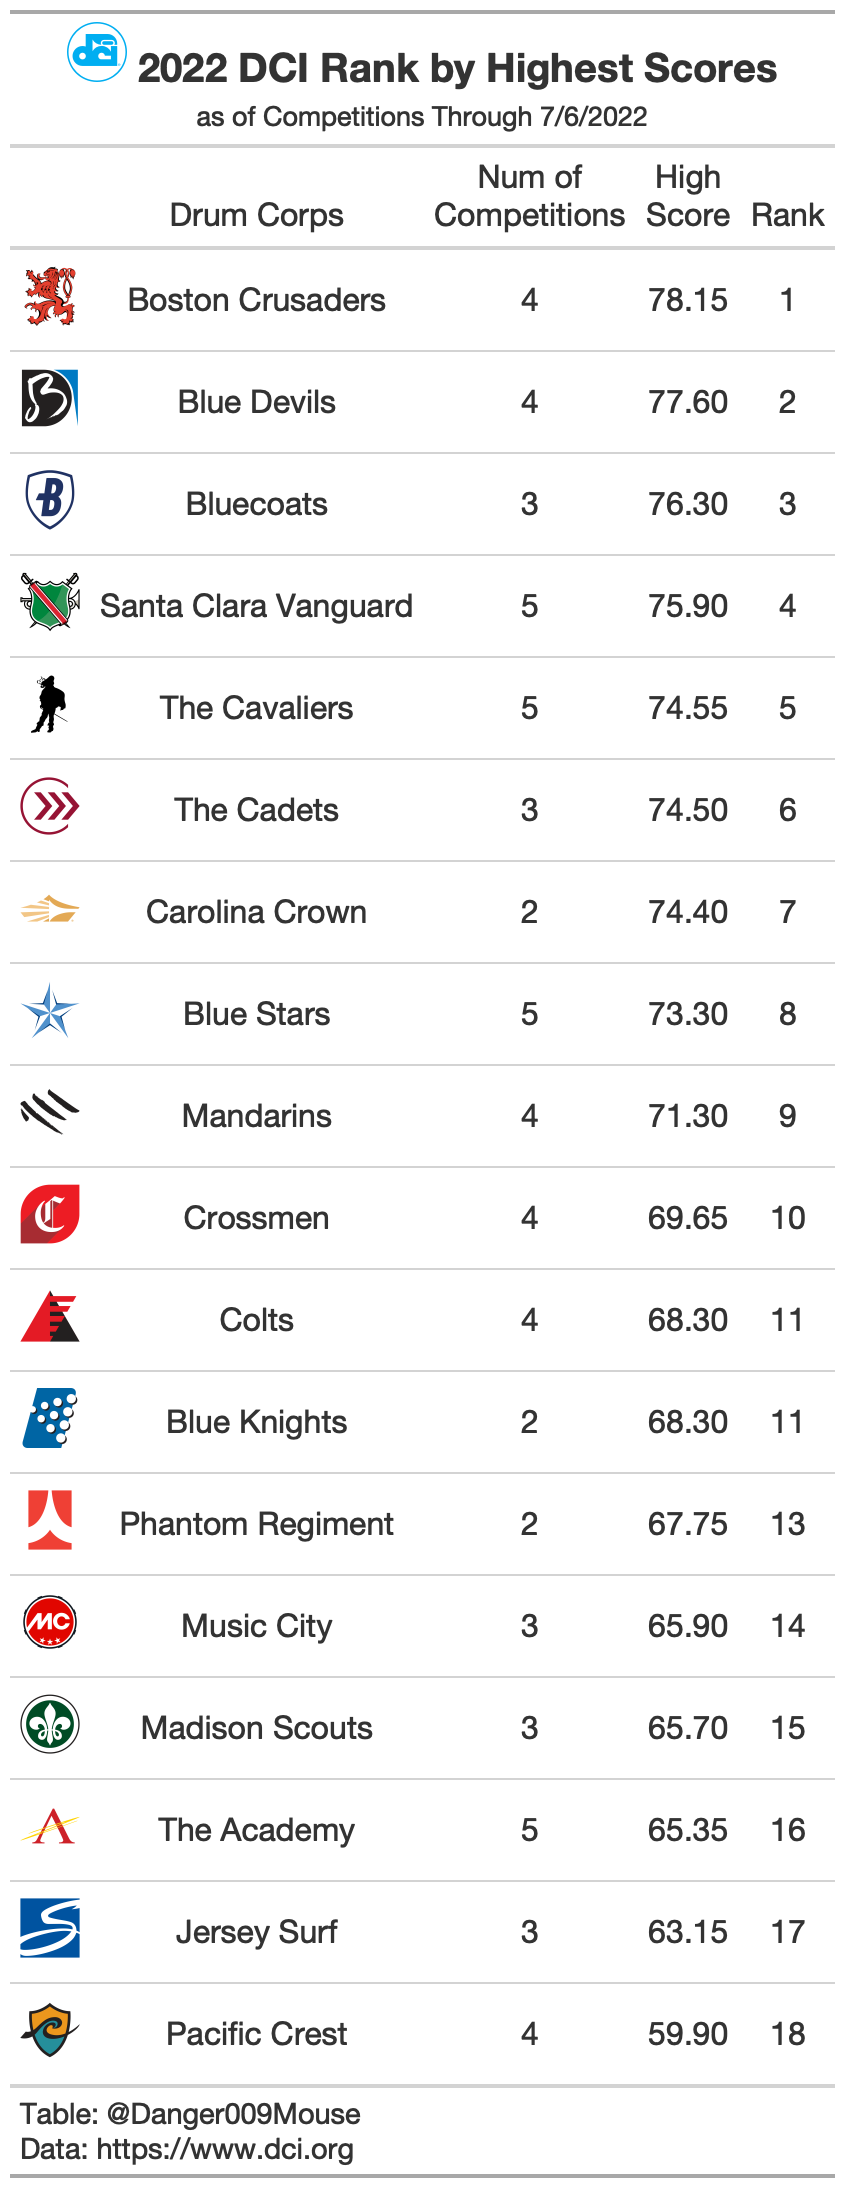 dci
2022 DCI Rank by Highest Scores
as of Competitions Through 7/6/2022
Drum Corps Num of Competitions High Score Rank
Boston Crusaders 4 78.15 1
B Blue Devils 4 77.60 2
B Bluecoats 3 76.30 3
Santa Clara Vanguard 5 75.90 4
The Cavaliers 5 74.55 5
The Cadets 3 74.50 6
Carolina Crown 2 74.40 7
Blue Stars 5 73.30 8
Mandarins 4 71.30 9
C Crossmen 4 69.65 10
Colts 4 68.30 11
Blue Knights 2 68.30 11
Phantom Regiment 2 67.75 13
MC Music City 3 65.90 14
Madison Scouts 3 65.70 15
A The Academy 5 65.35 16
S Jersey Surf 3 63.15 17
Pacific Crest 4 59.90 18
Table: @Danger009Mouse
Data: https://www.dci.org